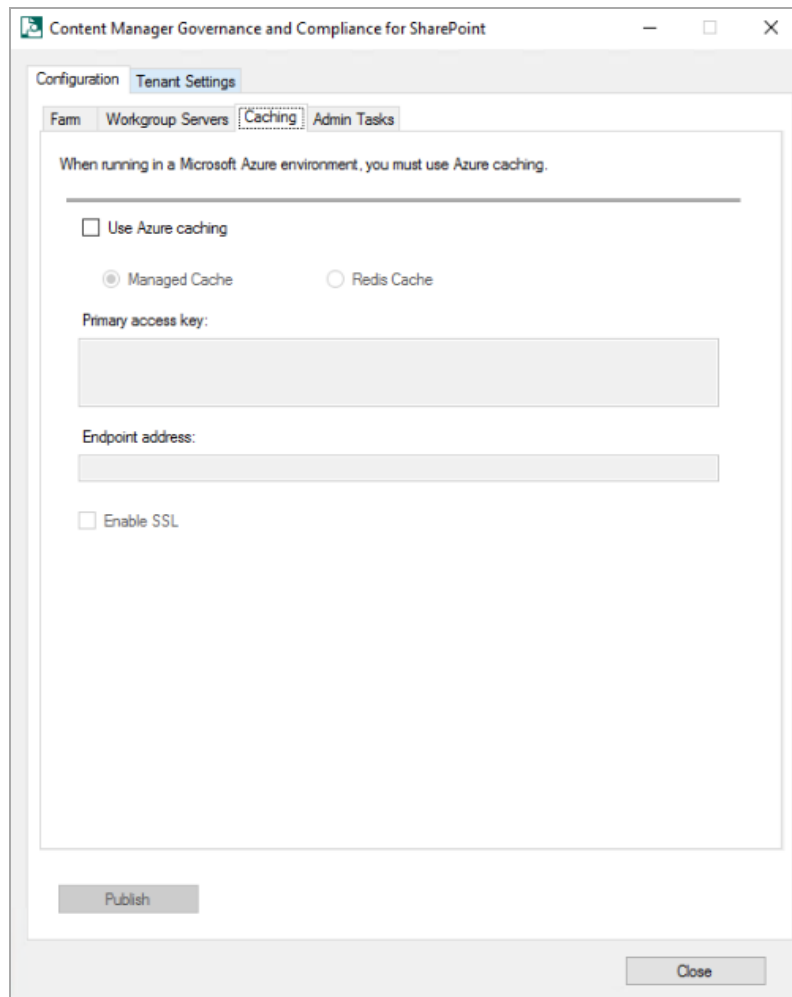 Content Manager Governance and Compliance for SharePoint
Configuration Tenant Settings
Farm Workgroup Servers Caching Admin Tasks
When running in a Microsoft Azure environment, you must use Azure caching.
Use Azure caching
Managed Cache Redis Cache
Primary access key:
Endpoint address:
Enable SSL
Publish
Close